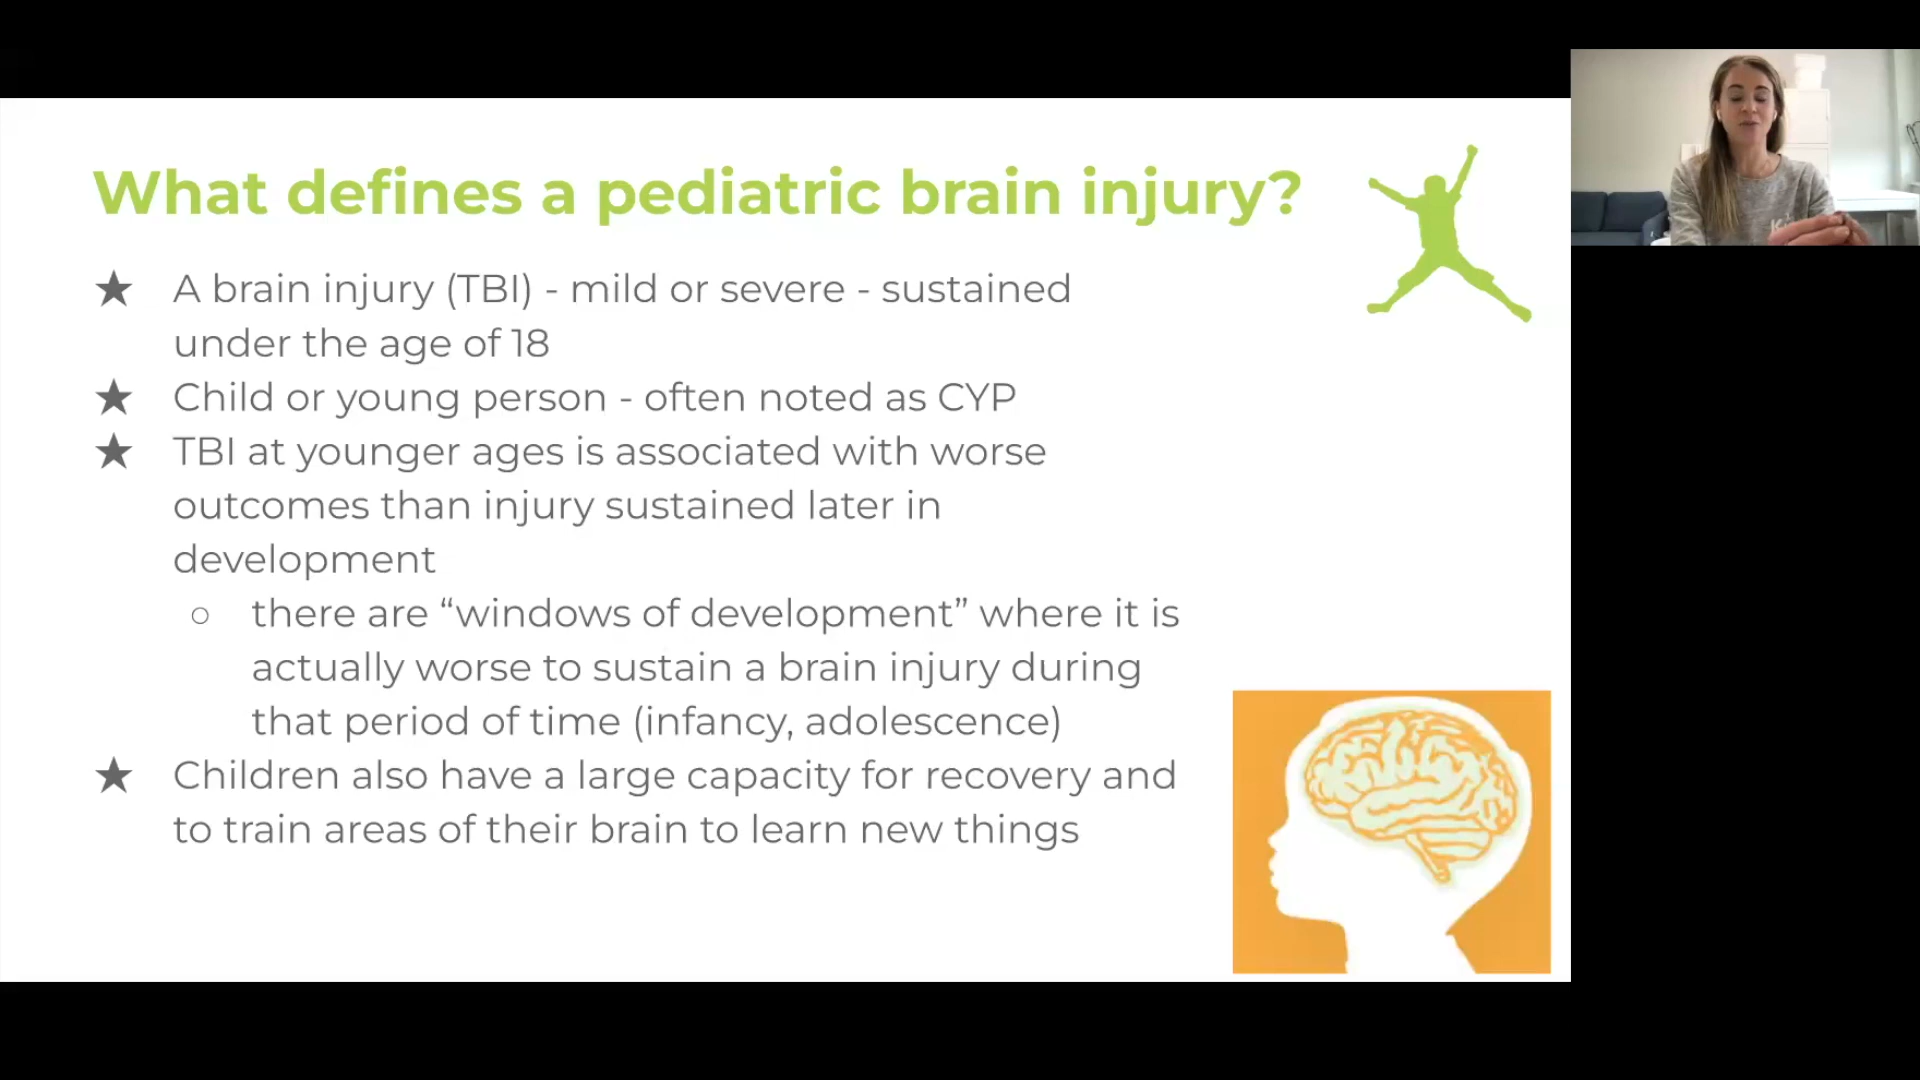 What defines a pediatric brain injury?
★ A brain injury (TBI) - mild or severe - sustained
under the age of 18
★ Child or young person - often noted as CYP
★ TBI at younger ages is associated with worse
outcomes than injury sustained later in
development
○ there are “windows of development” where it is
actually worse to sustain a brain injury during
that period of time (infancy, adolescence)
★ Children also have a large capacity for recovery and
to train areas of their brain to learn new things